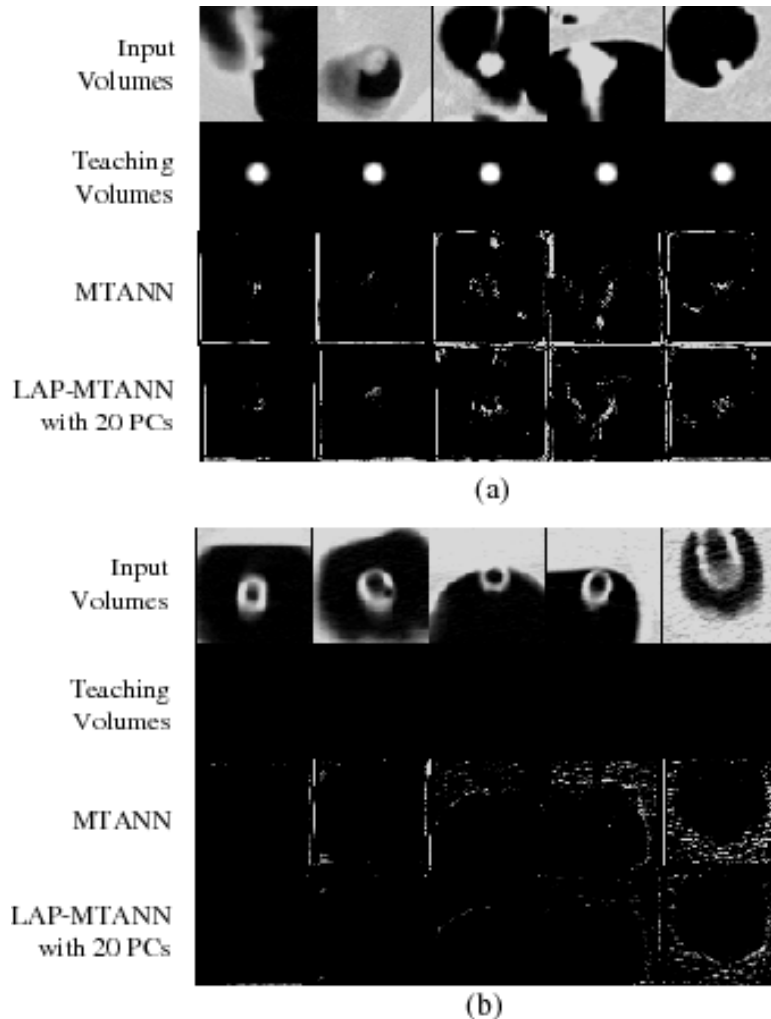 Input
Volumes
Teaching
Volumes
MTANN
LAP-MTANN
with 20 PCs
(a)
Input
Volumes
Teaching
Volumes
MTANN
LAP-MTANN
with 20 PCs
(b)